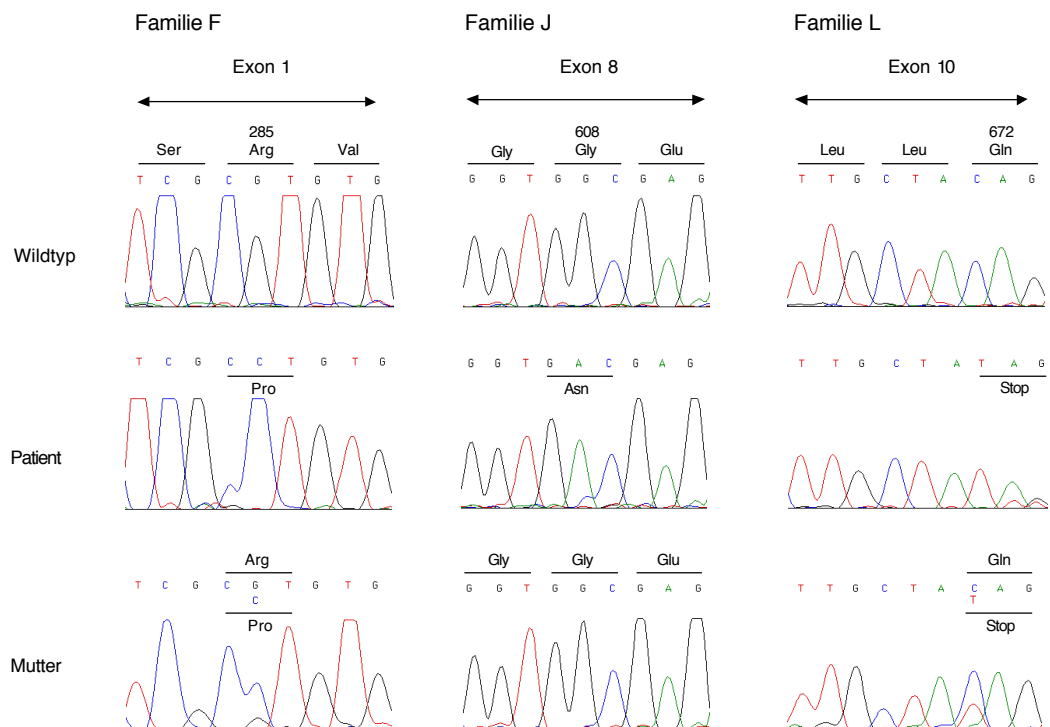 Familie F Familie J Familie L
Exon 1 Exon 8 Exon 10
285 608 672
Ser Arg Val Gly Gly Glu Leu Leu Gln
T C G C G T G T G G G T G G C G A G T T G C T A C A G
Wildtyp
T C G C C T G T G G G T G A C G A G T T G C T A T A G
Pro Asn Stop
Patient
Arg Gly Gly Glu Gln
T C G C G T G T G G G T G G C G A G T T G C T A C A G
C T
Pro Stop
Mutter